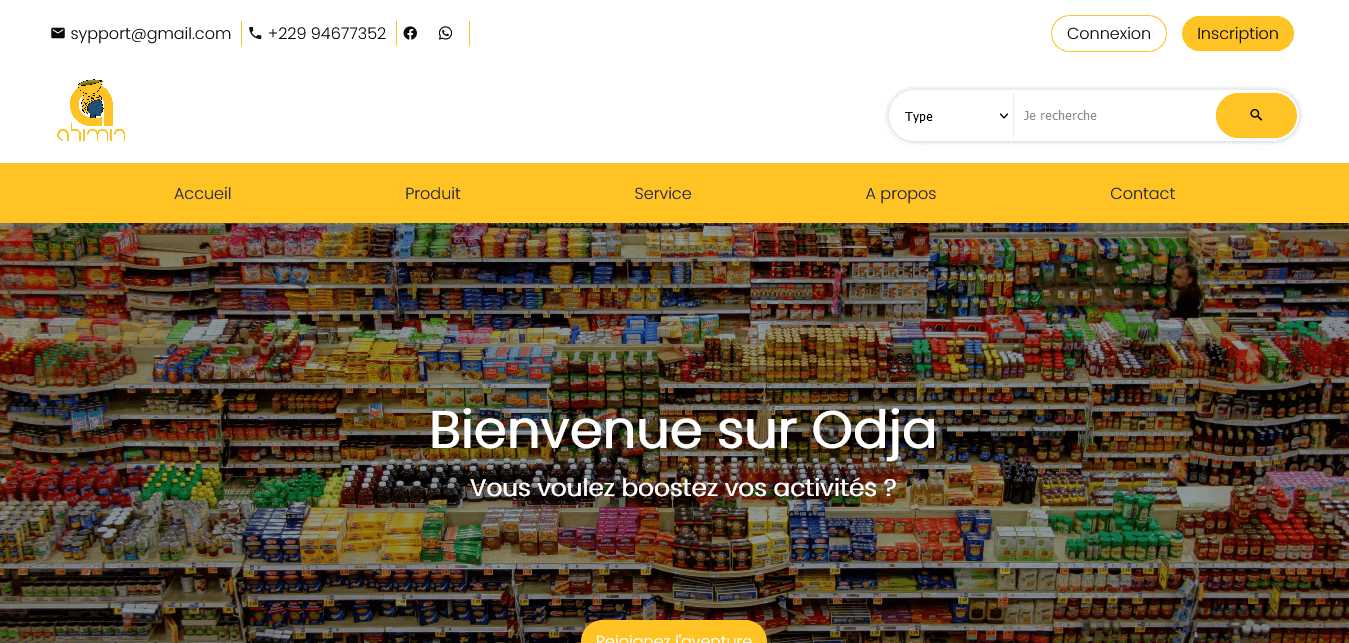 sypport@gmail.com
+229 94677352
Connexion
Inscription
ahimin
Type
Je recherche
Accueil
Produit
Service
A propos
Contact
Bienvenue sur Odja
Vous voulez boostez vos activités ?
Rejoignez l'aventure